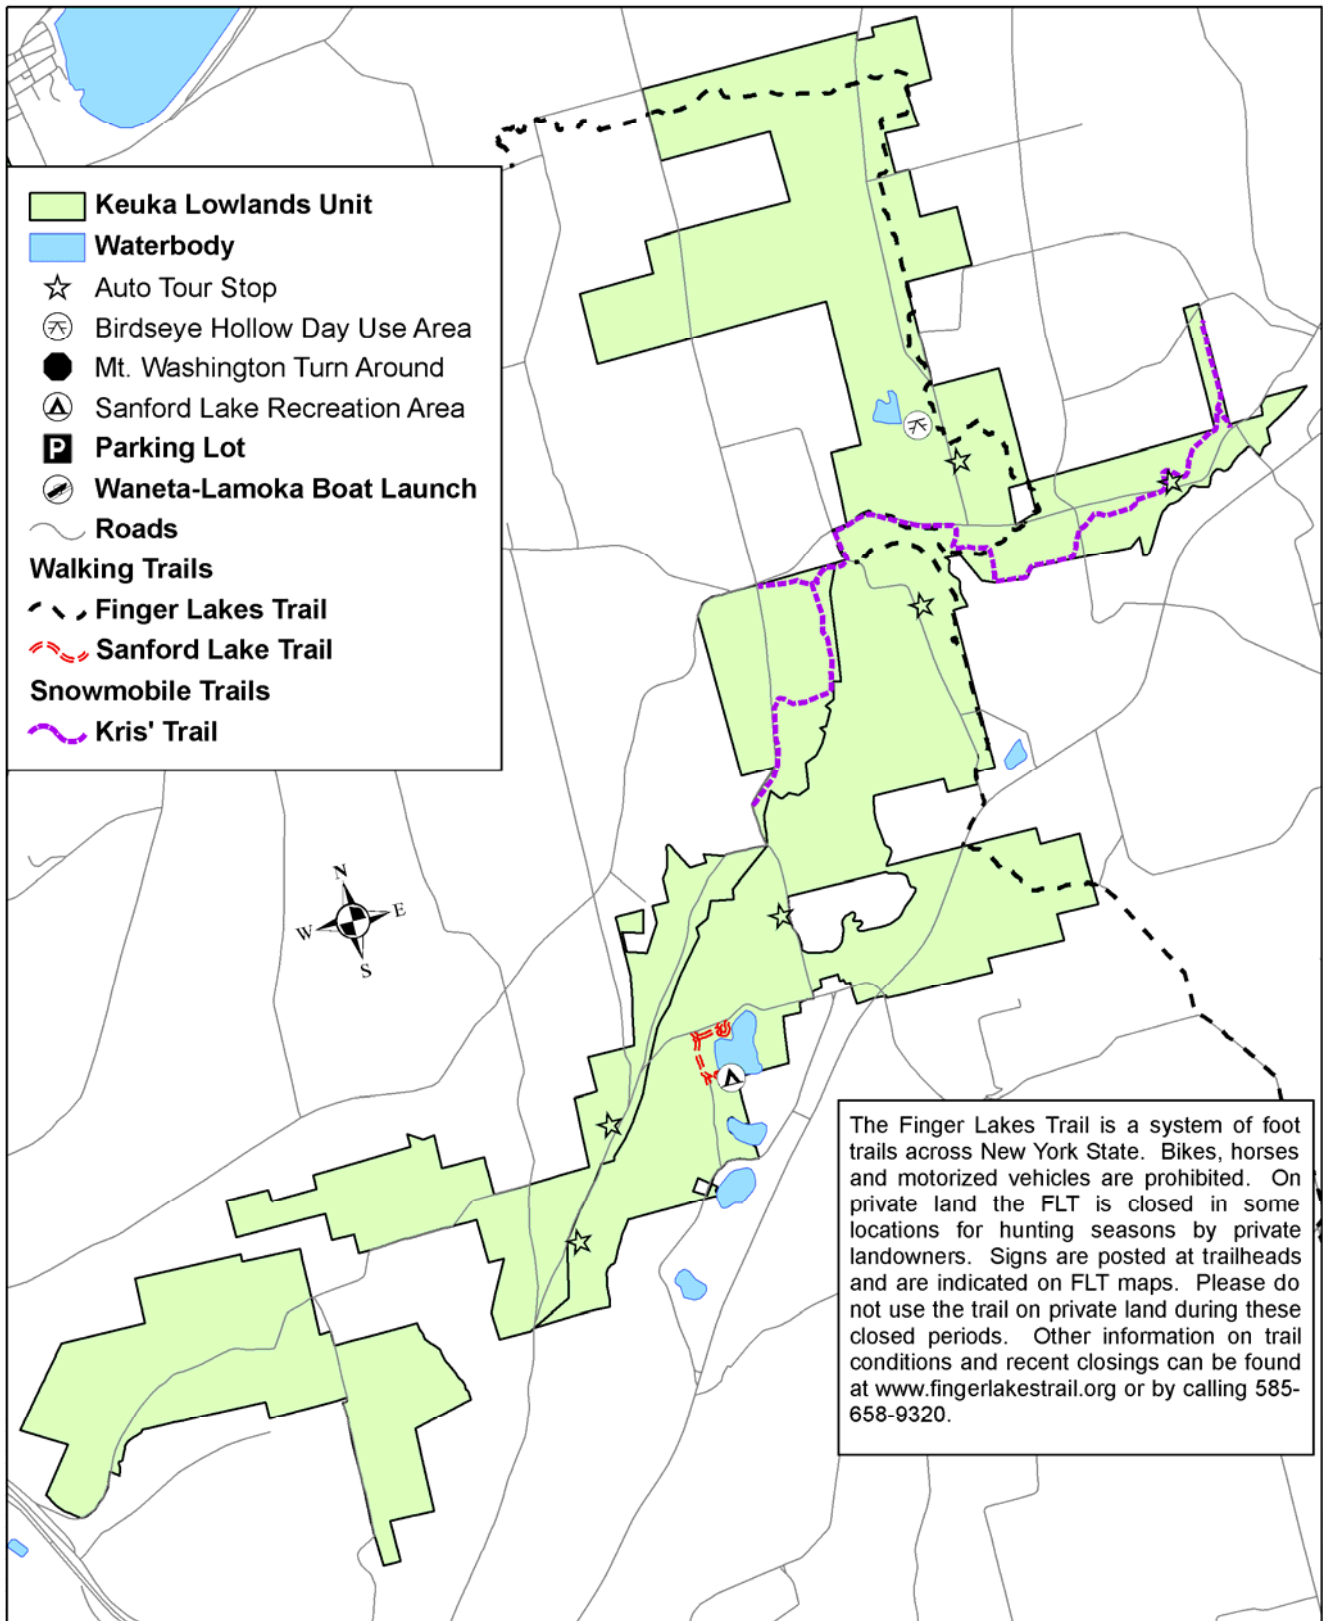 Keuka Lowlands Unit
Waterbody
Auto Tour Stop
Birdseye Hollow Day Use Area
Mt. Washington Turn Around
Sanford Lake Recreation Area
P Parking Lot
Waneta-Lamoka Boat Launch
Roads
Walking Trails
Finger Lakes Trail
Sanford Lake Trail
Snowmobile Trails
Kris' Trail
N
W E
S
The Finger Lakes Trail is a system of foot
trails across New York State. Bikes, horses
and motorized vehicles are prohibited. On
private land the FLT is closed in some
locations for hunting seasons by private
landowners. Signs are posted at trailheads
and are indicated on FLT maps. Please do
not use the trail on private land during these
closed periods. Other information on trail
conditions and recent closings can be found
at www.fingerlakestrail.org or by calling 585-
658-9320.